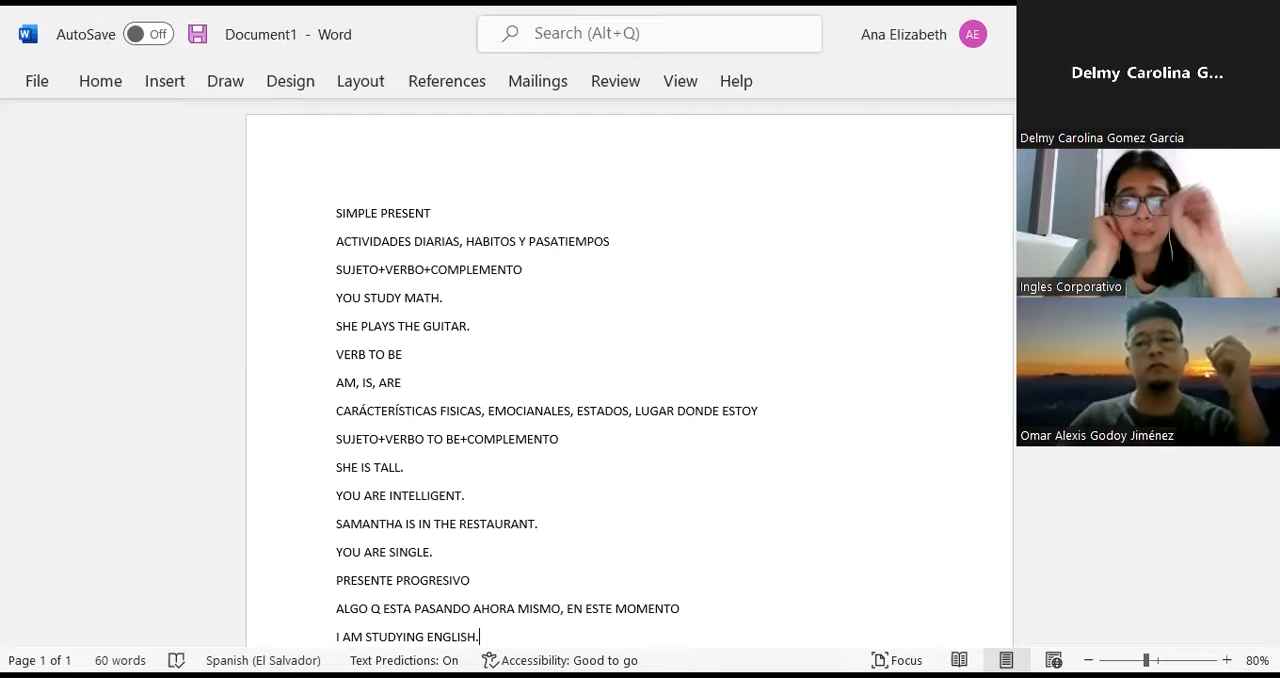 AutoSave Off Document1 - Word Search (Alt+Q) Ana Elizabeth AE
File Home Insert Draw Design Layout References Mailings Review View Help
SIMPLE PRESENT
ACTIVIDADES DIARIAS, HABITOS Y PASATIEMPOS
SUJETO+VERBO+COMPLEMENTO
YOU STUDY MATH.
SHE PLAYS THE GUITAR.
VERB TO BE
AM, IS, ARE
CARÁCTERÍSTICAS FISICAS, EMOCIANALES, ESTADOS, LUGAR DONDE ESTOY
SUJETO+VERBO TO BE+COMPLEMENTO
SHE IS TALL.
YOU ARE INTELLIGENT.
SAMANTHA IS IN THE RESTAURANT.
YOU ARE SINGLE.
PRESENTE PROGRESIVO
ALGO Q ESTA PASANDO AHORA MISMO, EN ESTE MOMENTO
I AM STUDYING ENGLISH.
Page 1 of 1 60 words Spanish (El Salvador) Text Predictions: On Accessibility: Good to go Focus 80%
Delmy Carolina G...
Delmy Carolina Gomez Garcia
Ingles Corporativo
Omar Alexis Godoy Jiménez